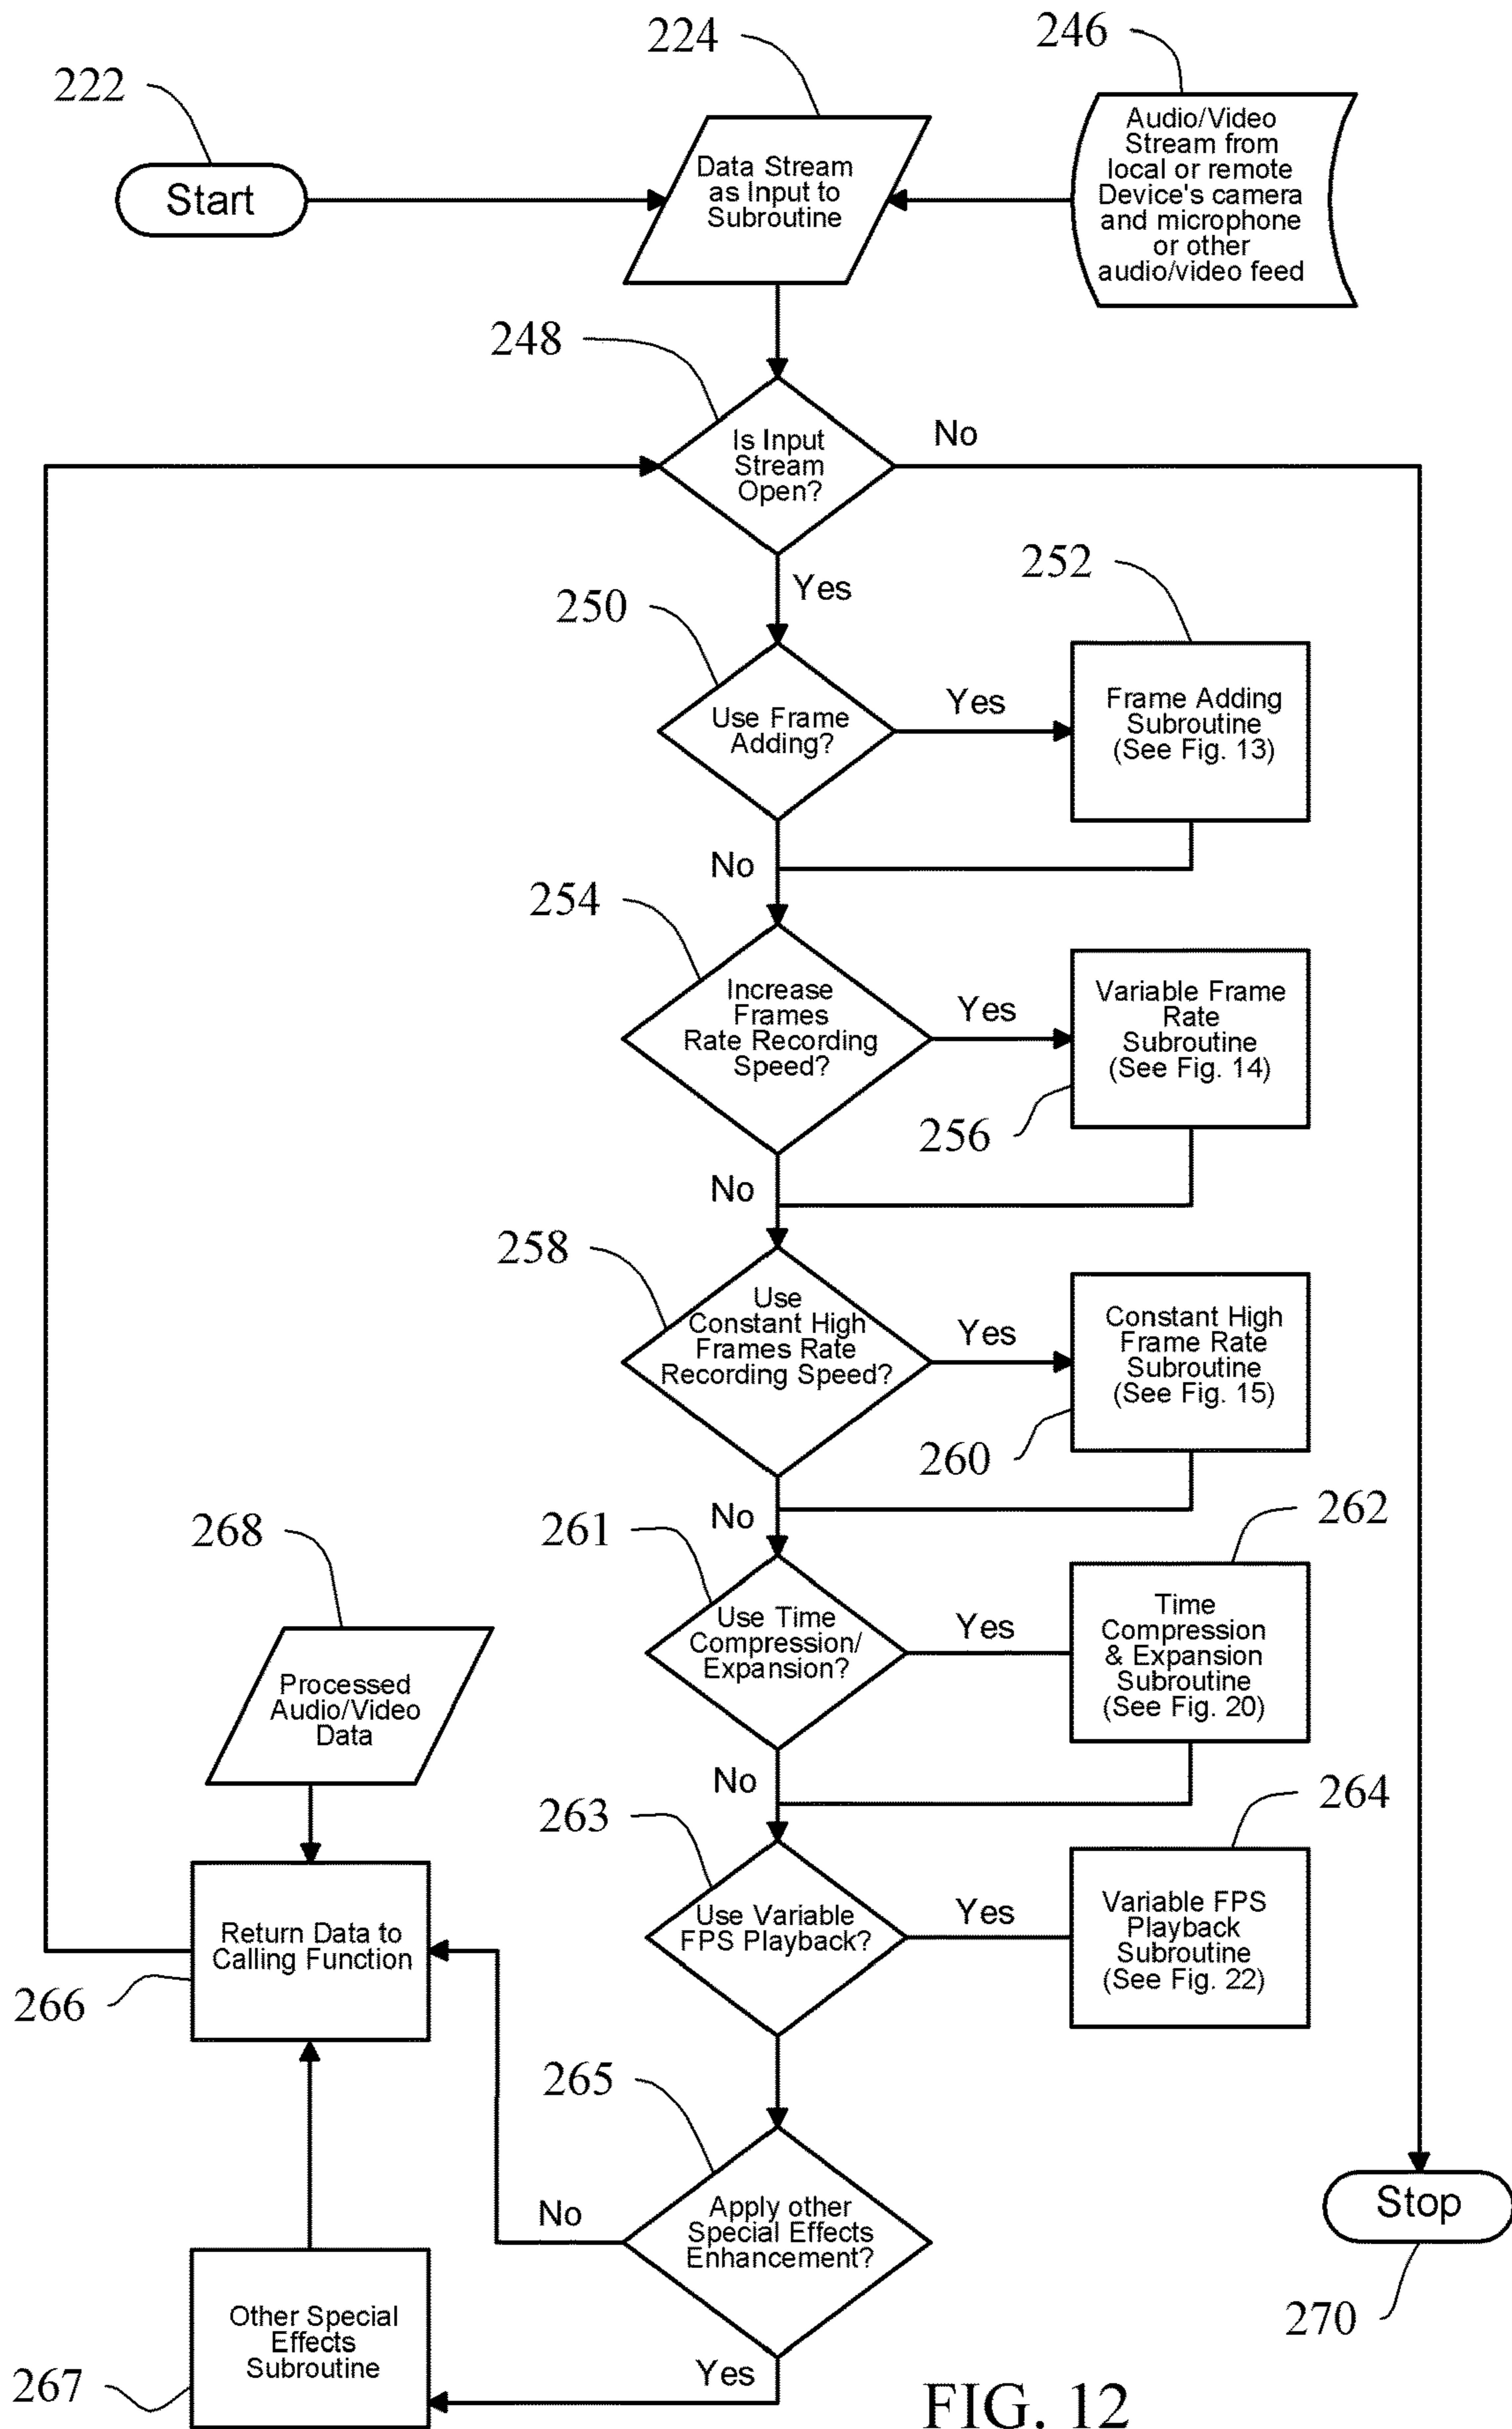 224
246
222
Start
Data Stream
as Input to
Subroutine
Audio/Video
Stream from
local or remote
Device's camera
and microphone
or other
audio/video feed
248
Is Input
Stream
Open?
No
Yes
250
252
Use Frame
Adding?
Yes
Frame Adding
Subroutine
(See Fig. 13)
No
254
Increase
Frames
Rate Recording
Speed?
Yes
Variable Frame
Rate
Subroutine
(See Fig. 14)
256
No
258
Use
Constant High
Frames Rate
Recording Speed?
Yes
Constant High
Frame Rate
Subroutine
(See Fig. 15)
260
No
261
262
Use Time
Compression/
Expansion?
Yes
Time
Compression
& Expansion
Subroutine
(See Fig. 20)
268
Processed
Audio/Video
Data
No
263
264
Use Variable
FPS Playback?
Yes
Variable FPS
Playback
Subroutine
(See Fig. 22)
Return Data to
Calling Function
266
265
Apply other
Special Effects
Enhancement?
No
Yes
Stop
270
Other Special
Effects
Subroutine
267
FIG. 12